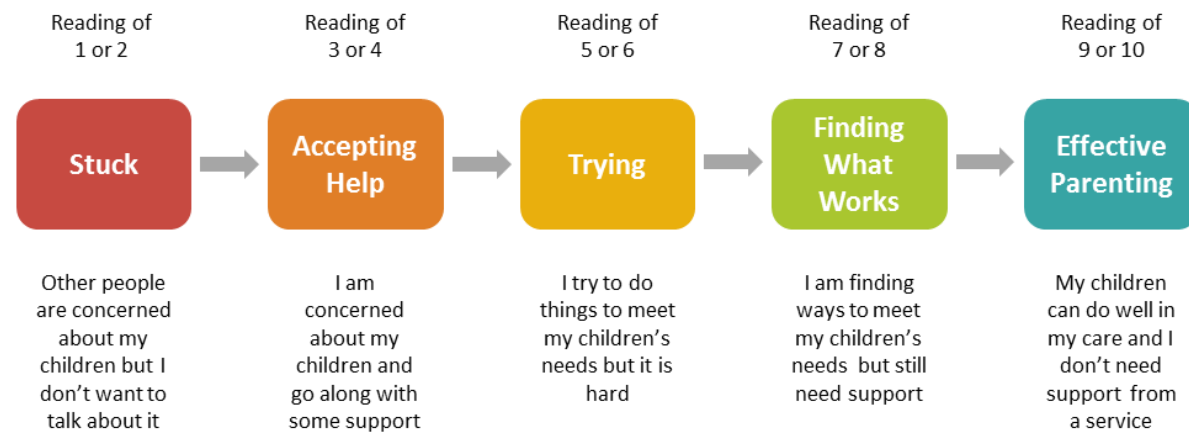 Reading of
1 or 2
Reading of
3 or 4
Reading of
5 or 6
Reading of
7 or 8
Reading of
9 or 10
Stuck
Accepting
Help
Trying
Finding
What
Works
Effective
Parenting
Other people
are concerned
about my
children but I
don't want to
talk about it
I am
concerned
about my
children and
go along with
some support
I try to do
things to meet
my children's
needs but it is
hard
I am finding
ways to meet
my children's
needs but still
need support
My children
can do well in
my care and I
don't need
support from
a service